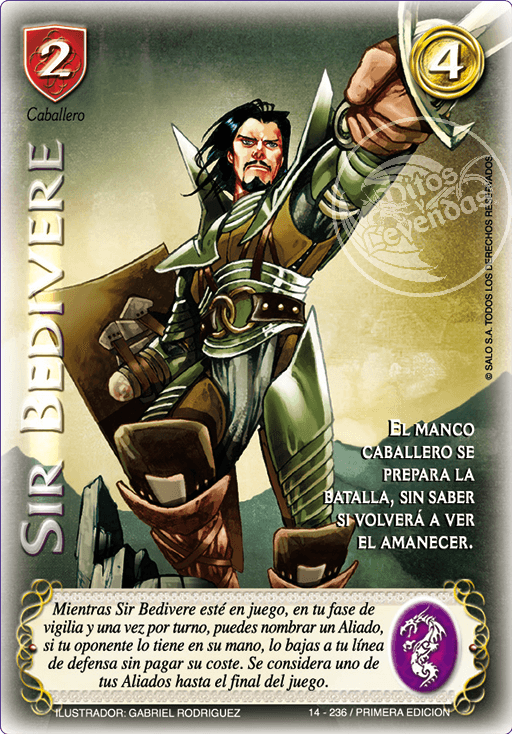 2
4
Caballero
SIR BEDIVERE
Mitos
y
Leyendas
© SALO S.A. TODOS LOS DERECHOS RESERVADOS
EL MANCO
CABALLERO SE
PREPARA LA
BATALLA, SIN SABER
SI VOLVERÁ A VER
EL AMANECER.
Mientras Sir Bedivere esté en juego, en tu fase de
vigilia y una vez por turno, puedes nombrar un Aliado,
si tu oponente lo tiene en su mano, lo bajas a tu línea
de defensa sin pagar su coste. Se considera uno de
tus Aliados hasta el final del juego.
ILUSTRADOR: GABRIEL RODRIGUEZ
14 - 236 / PRIMERA EDICION